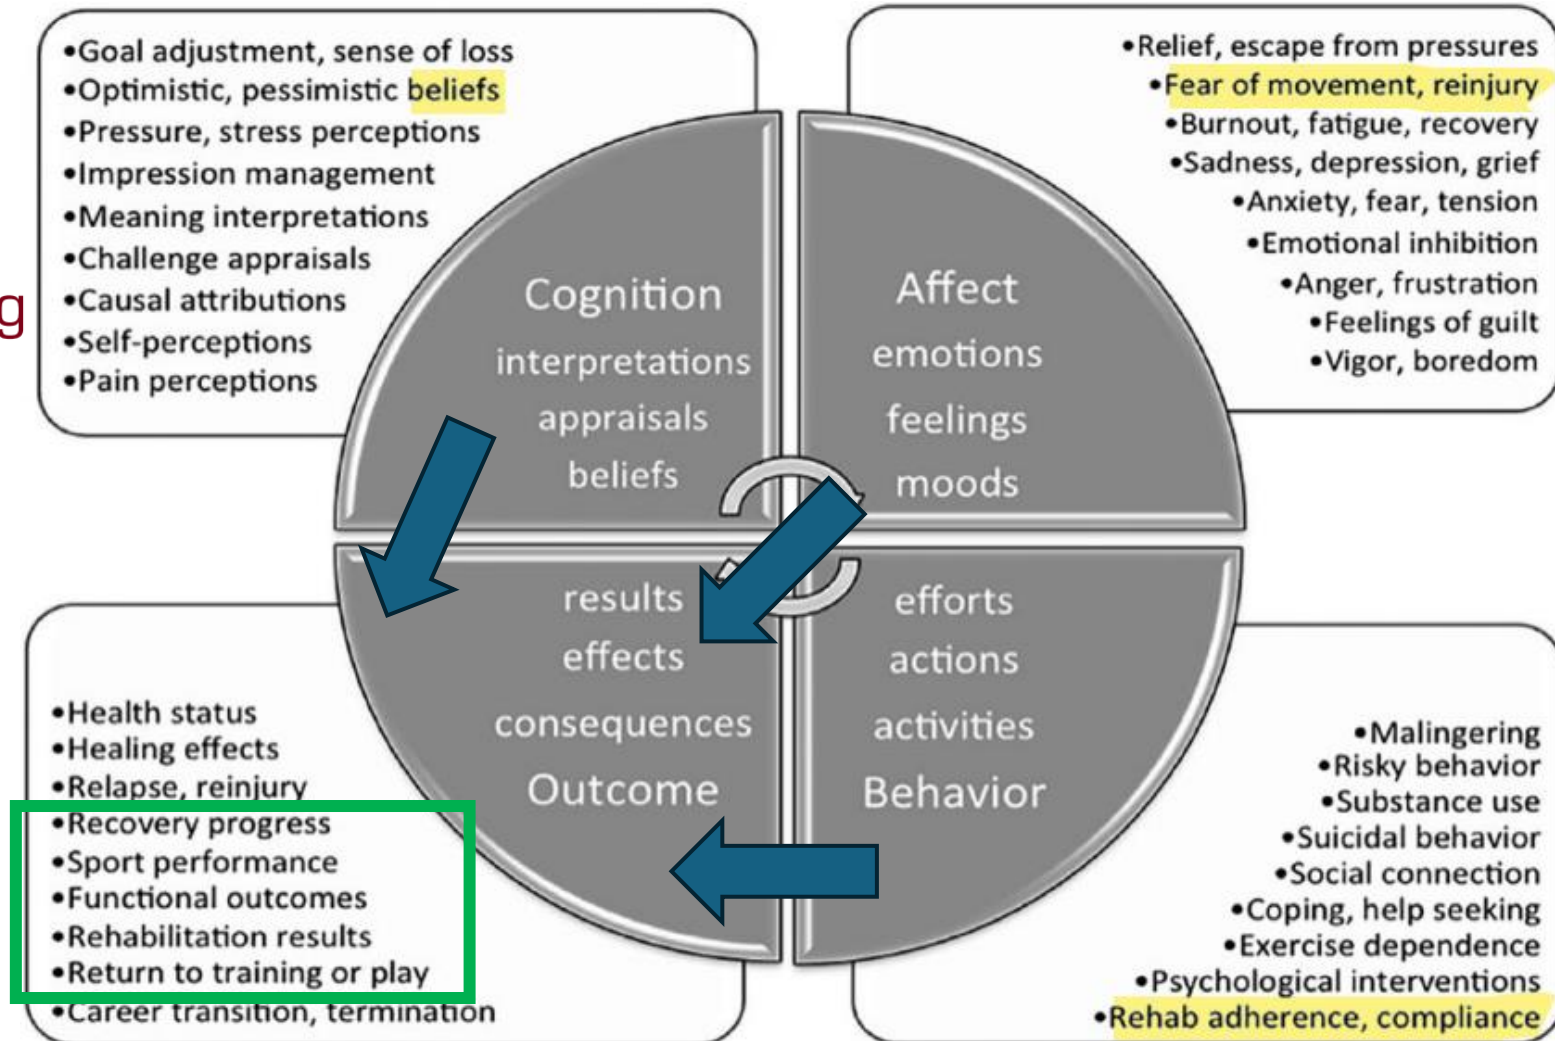 •Goal adjustment, sense of loss
•Optimistic, pessimistic beliefs
•Pressure, stress perceptions
•Impression management
•Meaning interpretations
•Challenge appraisals
•Causal attributions
•Self-perceptions
•Pain perceptions
g
•Relief, escape from pressures
•Fear of movement, reinjury
•Burnout, fatigue, recovery
•Sadness, depression, grief
•Anxiety, fear, tension
•Emotional inhibition
•Anger, frustration
•Feelings of guilt
•Vigor, boredom
Cognition
interpretations
appraisals
beliefs
Affect
emotions
feelings
moods
results
effects
consequences
Outcome
efforts
actions
activities
Behavior
•Health status
•Healing effects
•Relapse, reinjury
•Recovery progress
•Sport performance
•Functional outcomes
•Rehabilitation results
•Return to training or play
•Career transition, termination
•Malingering
•Risky behavior
•Substance use
•Suicidal behavior
•Social connection
•Coping, help seeking
•Exercise dependence
•Psychological interventions
•Rehab adherence, compliance